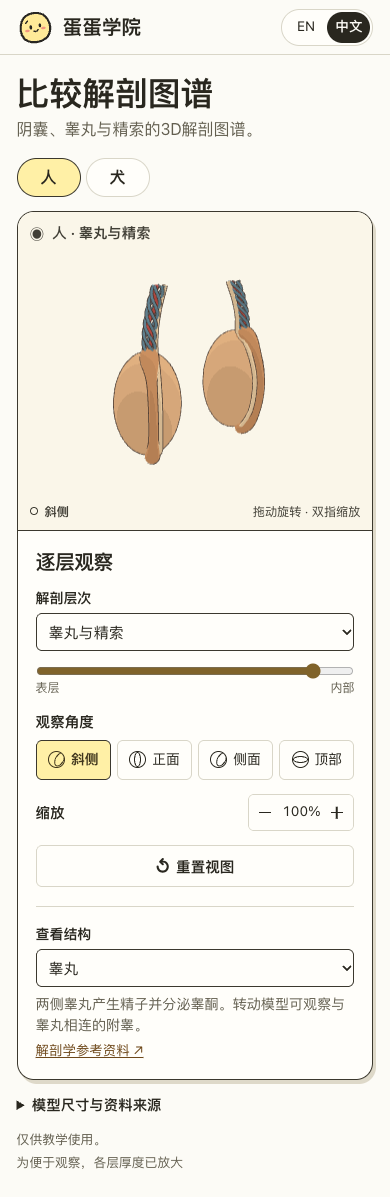 蛋蛋学院
EN 中文
比较解剖图谱
阴囊、睾丸与精索的3D解剖图谱。
人 犬
人 · 睾丸与精索
斜侧 拖动旋转 · 双指缩放
逐层观察
解剖层次
睾丸与精索
表层 内部
观察角度
斜侧 正面 侧面 顶部
缩放 — 100% +
重置视图
查看结构
睾丸
两侧睾丸产生精子并分泌睾酮。转动模型可观察与
睾丸相连的附睾。
解剖学参考资料 ↗
模型尺寸与资料来源
仅供教学使用。
为便于观察，各层厚度已放大